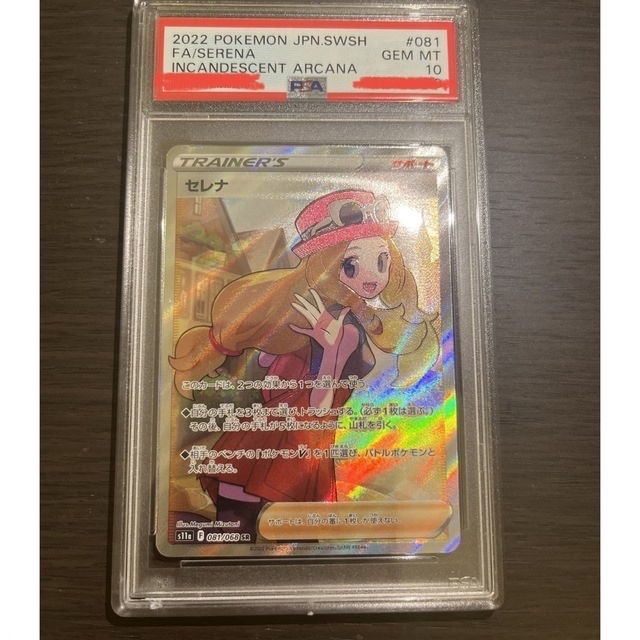 2022 POKEMON JPN.SWSH #081
FA/SERENA GEM MT
INCANDESCENT ARCANA 10
PSA
TRAINER'S サポート
セレナ
このカードは、2つの効果から1つを選んで使う。
◆自分の手札を3枚まで選び、トラッシュする。(必ず1枚は選ぶ。)
その後、自分の手札が5枚になるように、山札を引く。
◆相手のベンチの「ポケモンV」を1匹選び、バトルポケモンと
入れ替える。
サポートは、自分の番に1枚しか使えない。
Illus.Megumi Mizutani
s11a F 081/068 SR